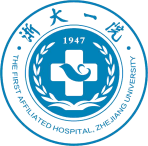 ·浙大一院·
1947
THE FIRST AFFILIATED HOSPITAL, ZHEJIANG UNIVERSITY